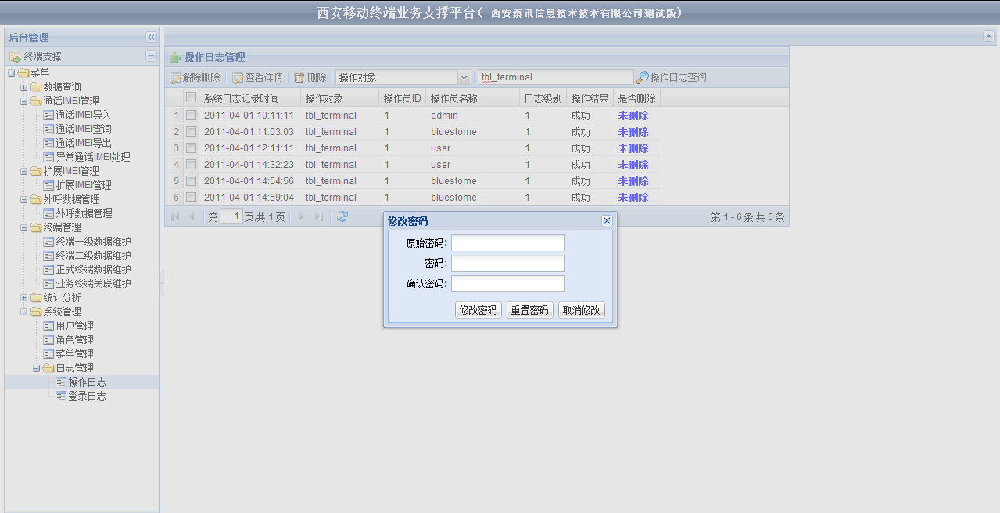 西安移动终端业务支撑平台( 西安泰讯信息技术技术有限公司测试版)
后台管理
终端支撑
菜单
数据查询
通话IMEI管理
通话IMEI导入
通话IMEI查询
通话IMEI导出
异常通话IMEI处理
扩展IMEI管理
扩展IMEI管理
外呼数据管理
外呼数据管理
终端管理
终端一级数据维护
终端二级数据维护
正式终端数据维护
业务终端关联维护
统计分析
系统管理
用户管理
角色管理
菜单管理
日志管理
操作日志
登录日志
操作日志管理
解除删除 查看详情 删除 操作对象 tbl_terminal 操作日志查询
系统日志记录时间 操作对象 操作员ID 操作员名称 日志级别 操作结果 是否删除
1 2011-04-01 10:11:11 tbl_terminal 1 admin 1 成功 未删除
2 2011-04-01 11:03:03 tbl_terminal 1 bluestome 1 成功 未删除
3 2011-04-01 12:11:11 tbl_terminal 1 user 1 成功 未删除
4 2011-04-01 14:32:23 tbl_terminal 1 user 1 成功 未删除
5 2011-04-01 14:54:56 tbl_terminal 1 bluestome 1 成功 未删除
6 2011-04-01 14:59:04 tbl_terminal 1 bluestome 1 成功 未删除
第 1 页,共 1 页 第 1 - 6 条 共 6 条
修改密码
原始密码:
密码:
确认密码:
修改密码 重置密码 取消修改